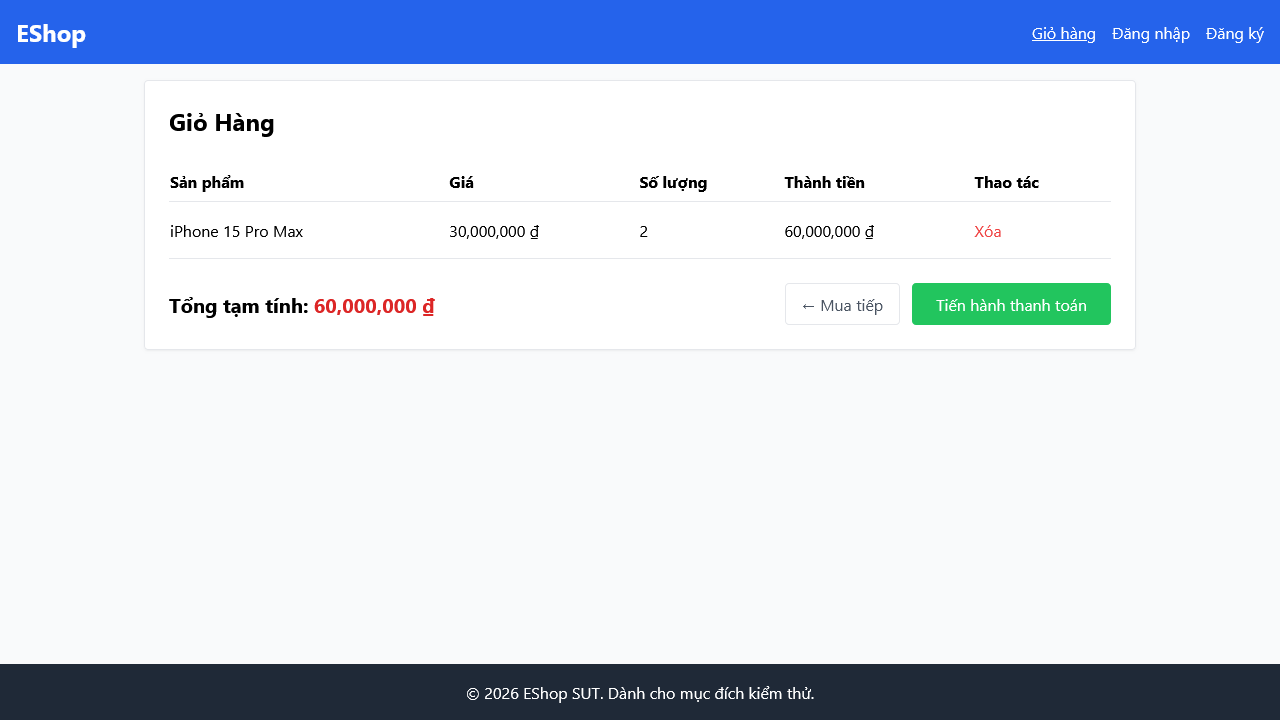 EShop
Giỏ hàng Đăng nhập Đăng ký
Giỏ Hàng
Sản phẩm Giá Số lượng Thành tiền Thao tác
iPhone 15 Pro Max 30,000,000 ₫ 2 60,000,000 ₫ Xóa
Tổng tạm tính: 60,000,000 ₫
← Mua tiếp
Tiến hành thanh toán
© 2026 EShop SUT. Dành cho mục đích kiểm thử.